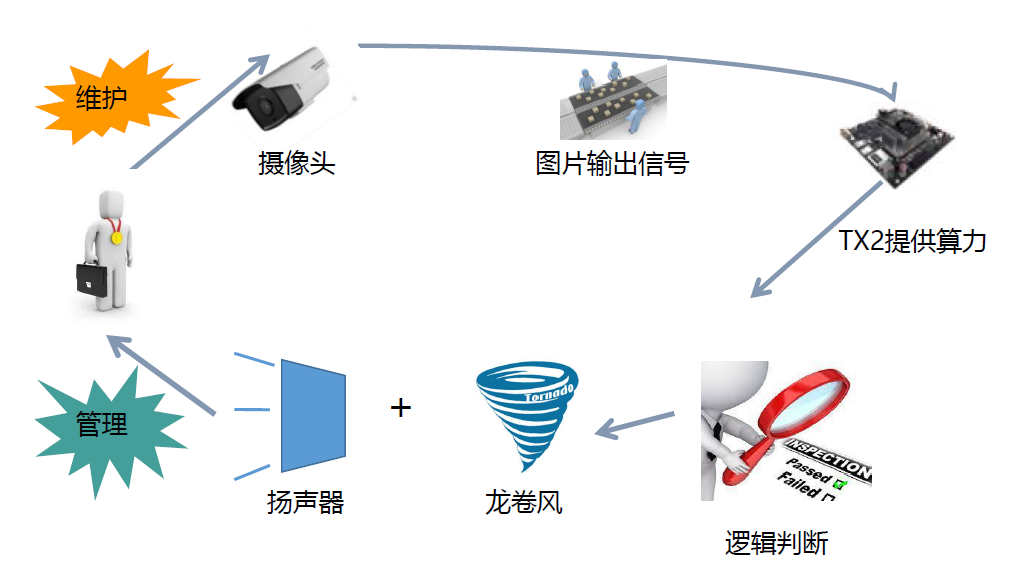 维护
摄像头
图片输出信号
TX2提供算力
管理
扬声器
+
Tornado
龙卷风
INSPECTION
Passed
Failed
逻辑判断